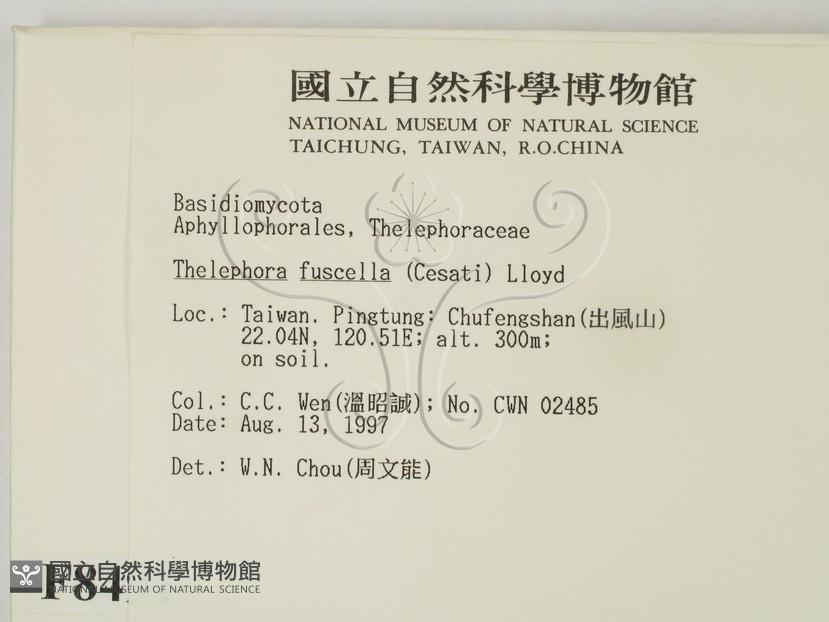 國立自然科學博物館
NATIONAL MUSEUM OF NATURAL SCIENCE
TAICHUNG, TAIWAN, R.O.CHINA
Basidiomycota
Aphyllophorales, Thelephoraceae
Thelephora fuscella (Cesati) Lloyd
Loc.: Taiwan. Pingtung: Chufengshan(出風山)
22.04N, 120.51E; alt. 300m;
on soil.
Col.: C.C. Wen(溫昭誠); No. CWN 02485
Date: Aug. 13, 1997
Det.: W.N. Chou(周文能)
國立自然科學博物館
NATIONAL MUSEUM OF NATURAL SCIENCE
F84